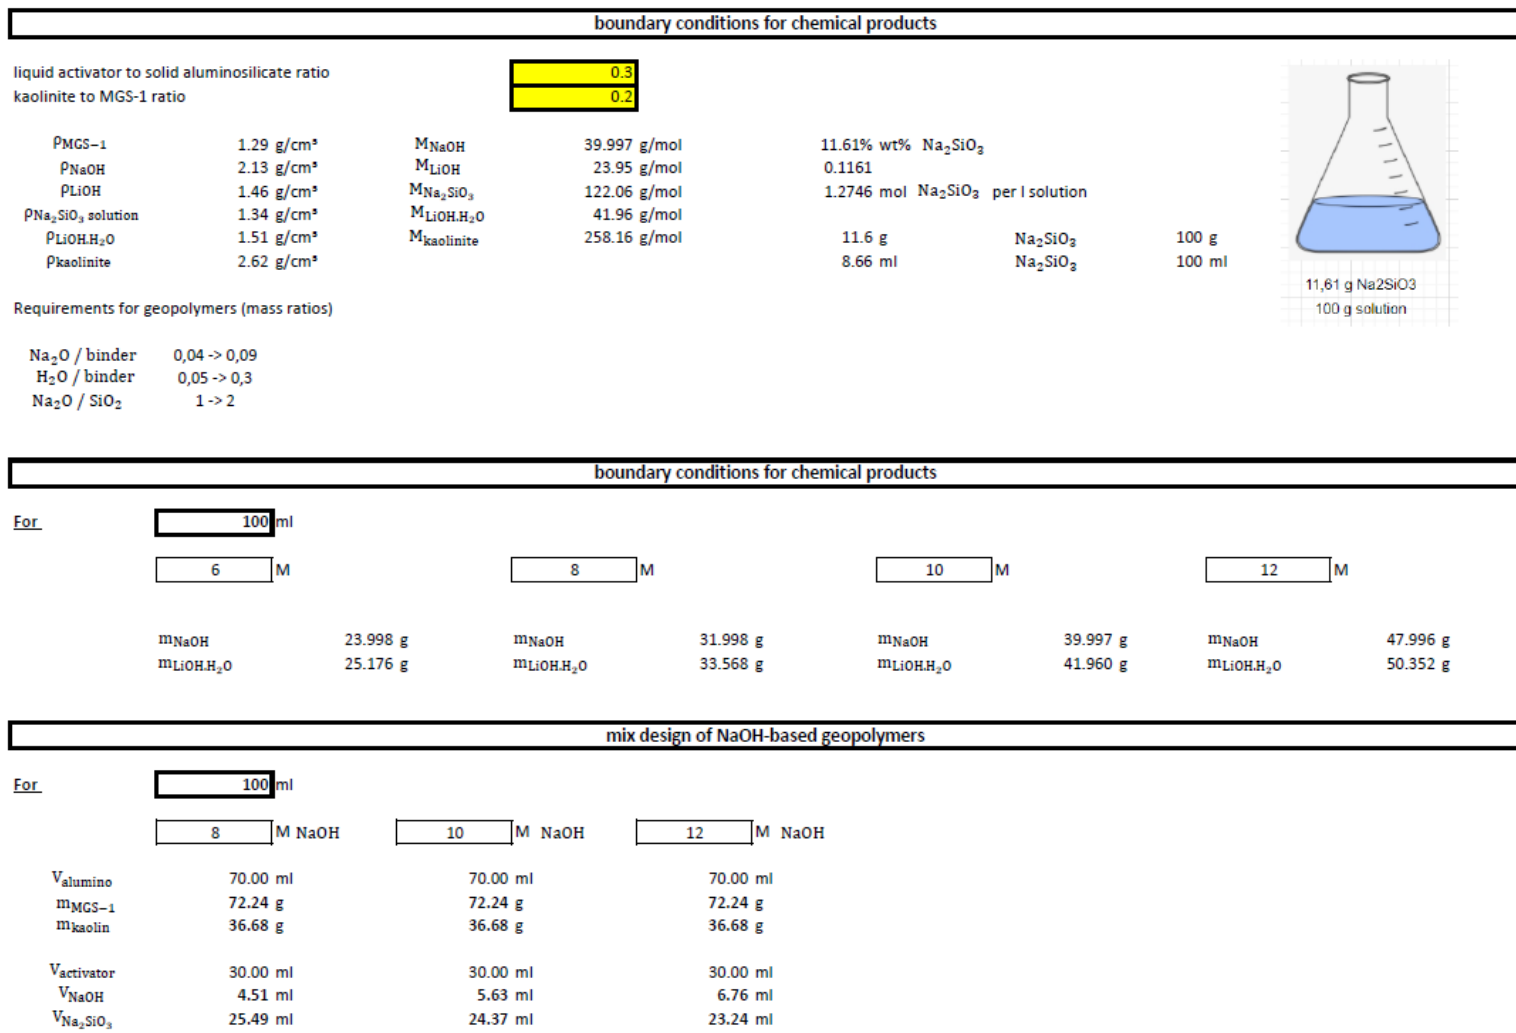 boundary conditions for chemical products
liquid activator to solid aluminosilicate ratio 0.3
kaolinite to MGS-1 ratio 0.2
ρMGS−1 1.29 g/cm³ MNaOH 39.997 g/mol 11.61% wt% Na₂SiO₃
ρNaOH 2.13 g/cm³ MLiOH 23.95 g/mol 0.1161
ρLiOH 1.46 g/cm³ MNa₂SiO₃ 122.06 g/mol 1.2746 mol Na₂SiO₃ per l solution
ρNa₂SiO₃ solution 1.34 g/cm³ MLiOH.H₂O 41.96 g/mol
ρLiOH.H₂O 1.51 g/cm³ Mkaolinite 258.16 g/mol 11.6 g Na₂SiO₃ 100 g
ρkaolinite 2.62 g/cm³ 8.66 ml Na₂SiO₃ 100 ml
11,61 g Na2SiO3
100 g solution
Requirements for geopolymers (mass ratios)
Na₂O / binder 0,04 -> 0,09
H₂O / binder 0,05 -> 0,3
Na₂O / SiO₂ 1 -> 2
boundary conditions for chemical products
For 100 ml
6 M 8 M 10 M 12 M
mNaOH 23.998 g mNaOH 31.998 g mNaOH 39.997 g mNaOH 47.996 g
mLiOH.H₂O 25.176 g mLiOH.H₂O 33.568 g mLiOH.H₂O 41.960 g mLiOH.H₂O 50.352 g
mix design of NaOH-based geopolymers
For 100 ml
8 M NaOH 10 M NaOH 12 M NaOH
Valumino 70.00 ml 70.00 ml 70.00 ml
mMGS−1 72.24 g 72.24 g 72.24 g
mkaolin 36.68 g 36.68 g 36.68 g
Vactivator 30.00 ml 30.00 ml 30.00 ml
VNaOH 4.51 ml 5.63 ml 6.76 ml
VNa₂SiO₃ 25.49 ml 24.37 ml 23.24 ml